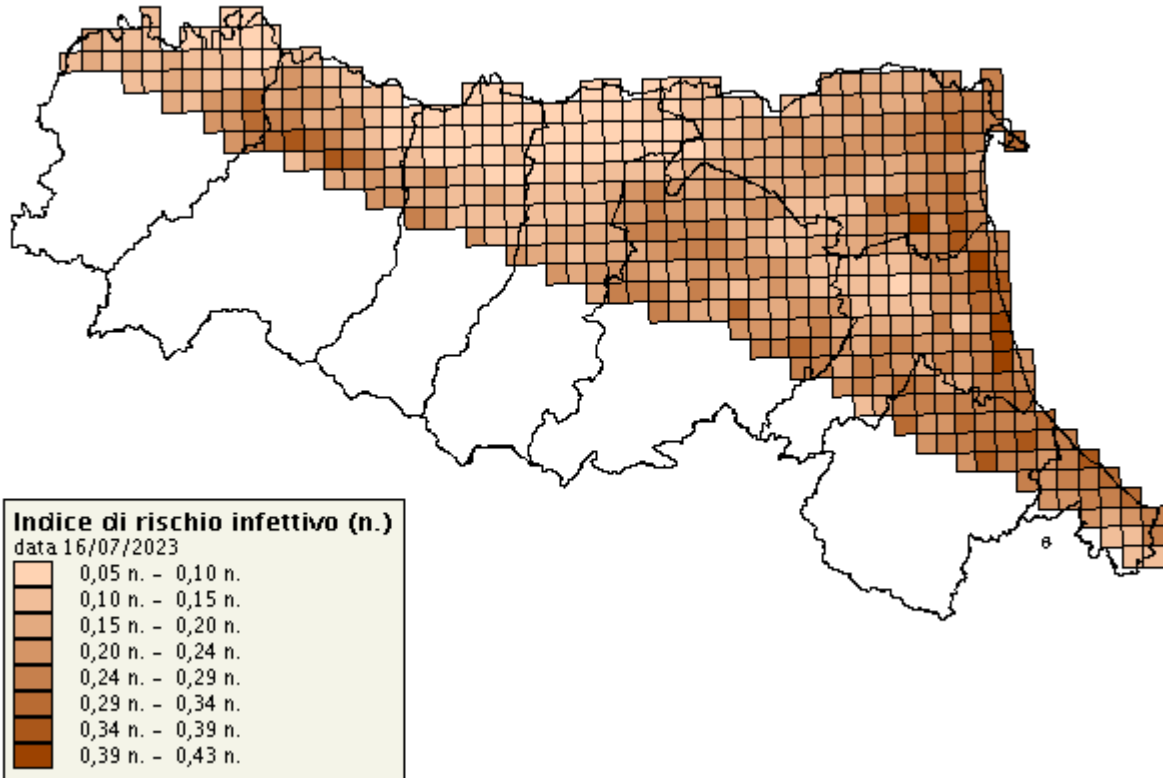 Indice di rischio infettivo (n.)
data 16/07/2023
0,05 n. - 0,10 n.
0,10 n. - 0,15 n.
0,15 n. - 0,20 n.
0,20 n. - 0,24 n.
0,24 n. - 0,29 n.
0,29 n. - 0,34 n.
0,34 n. - 0,39 n.
0,39 n. - 0,43 n.